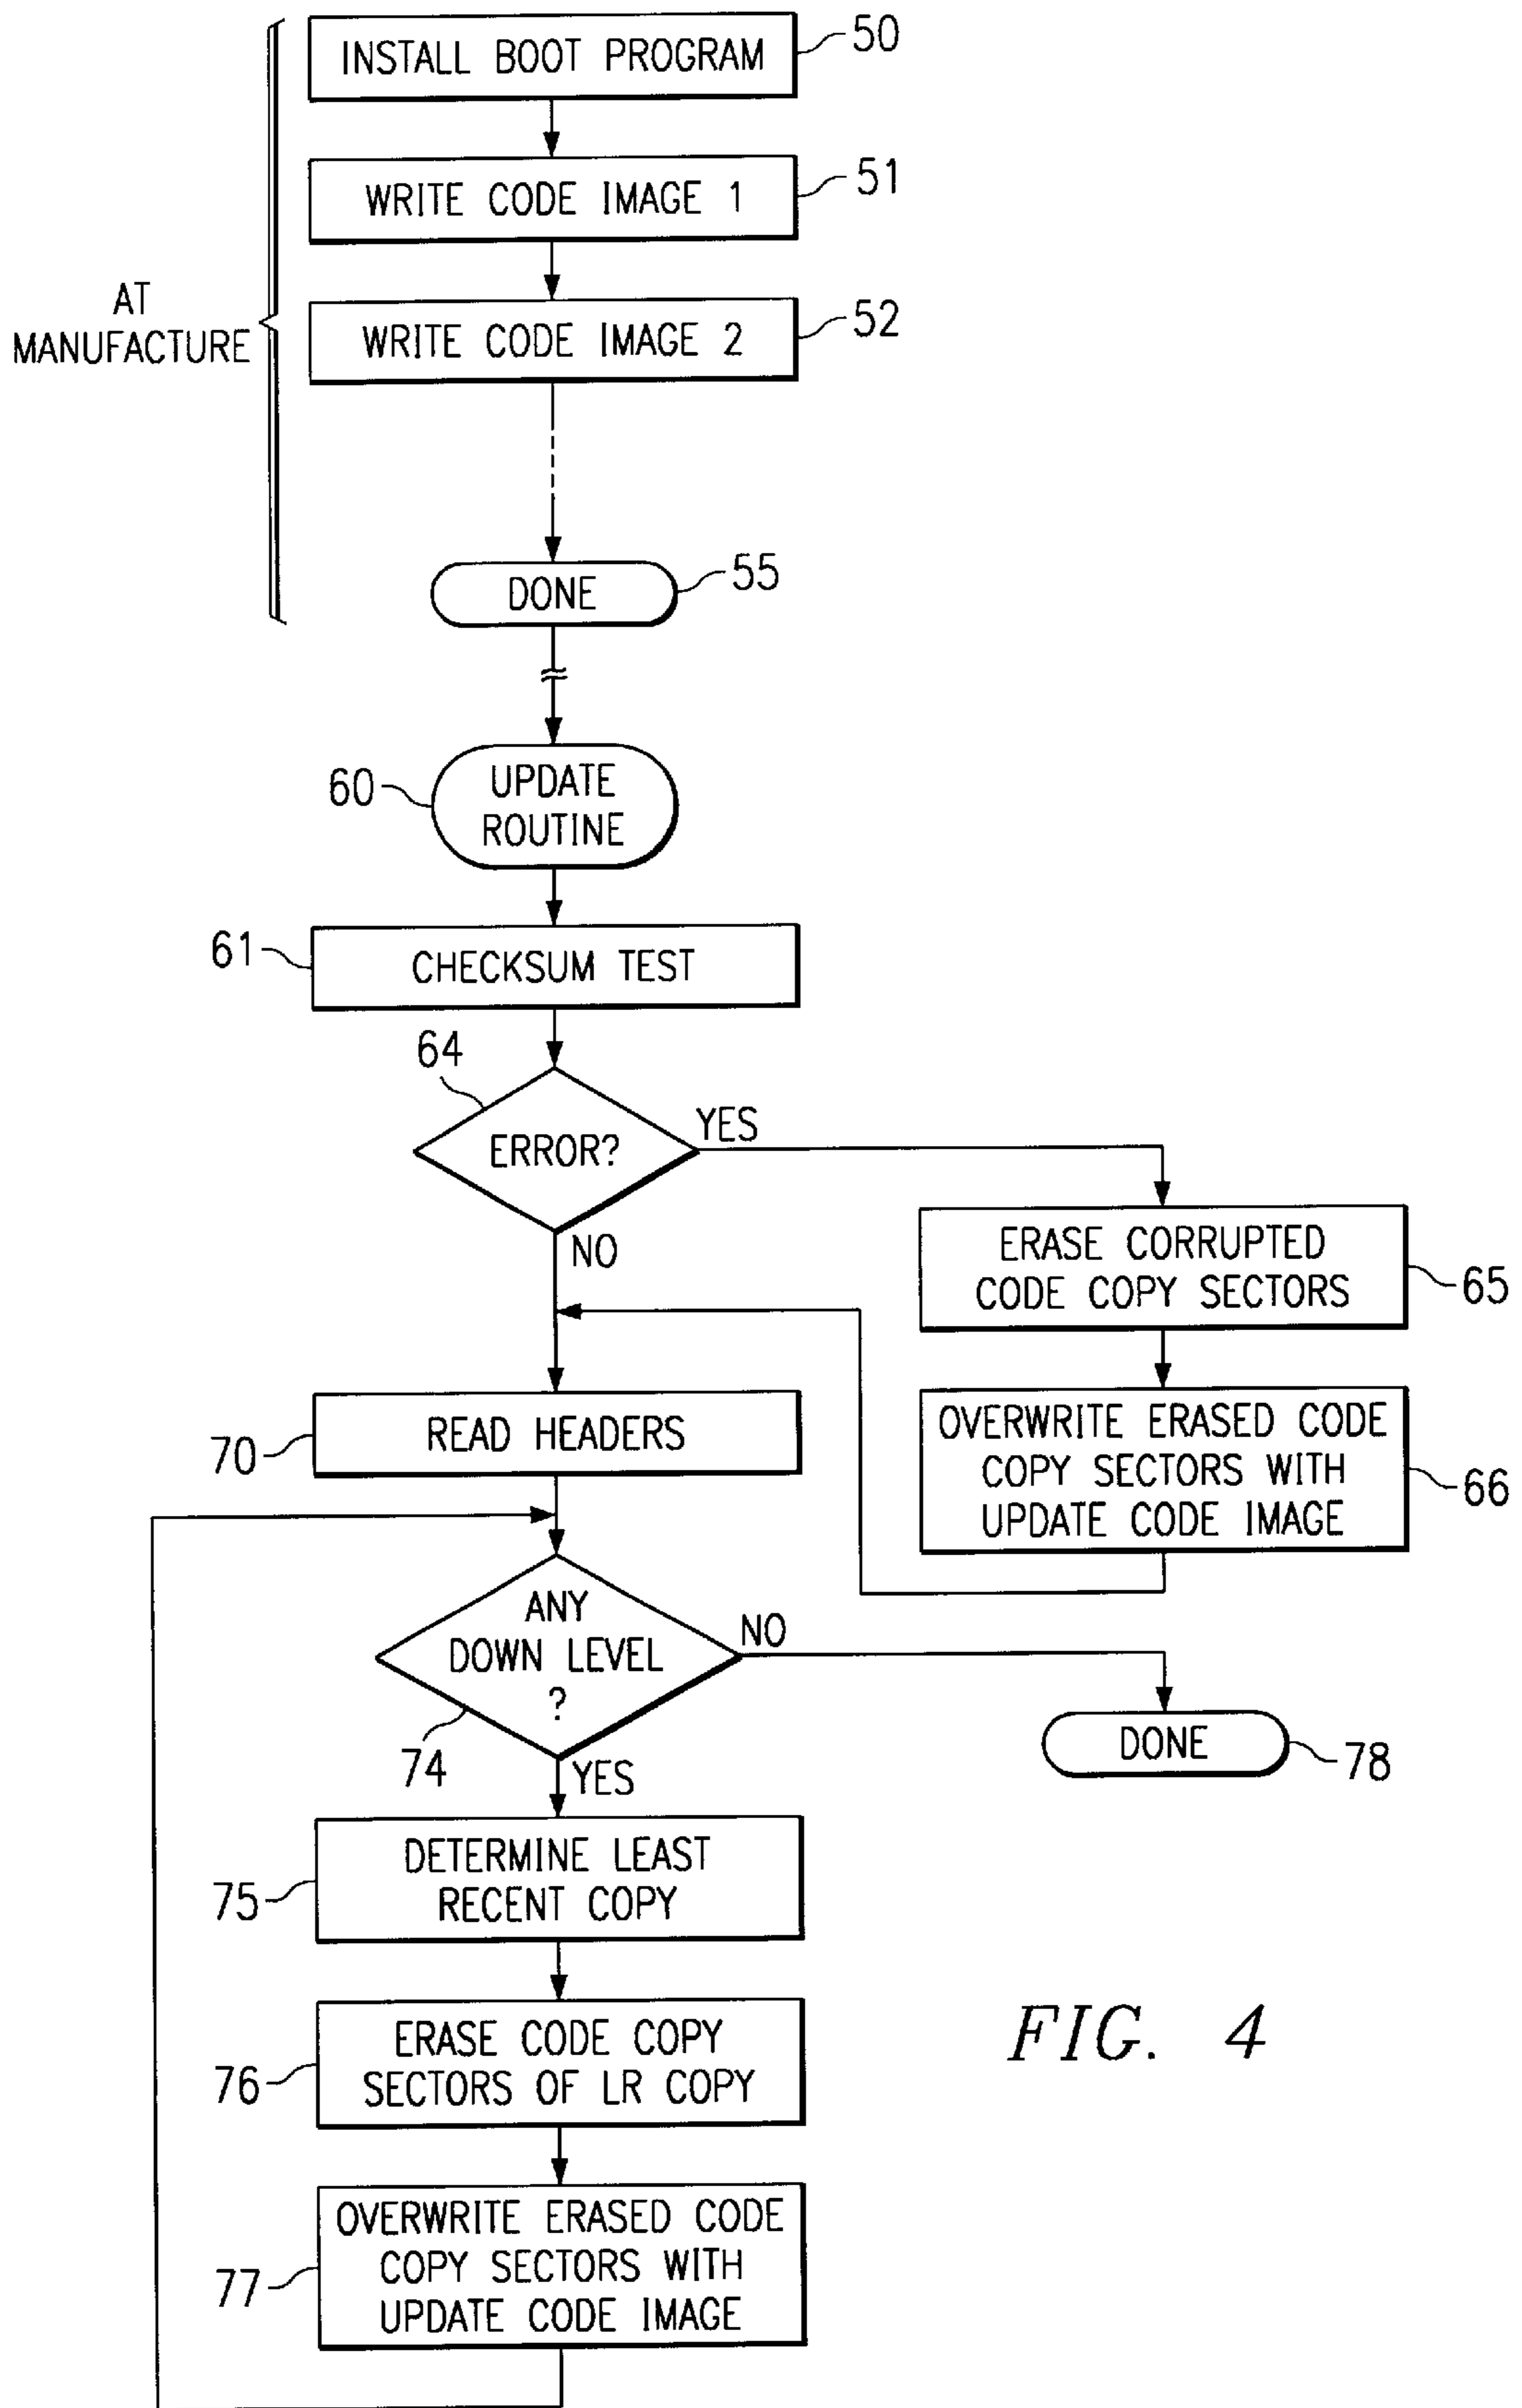 INSTALL BOOT PROGRAM
50
WRITE CODE IMAGE 1
51
AT
MANUFACTURE
WRITE CODE IMAGE 2
52
DONE
55
60
UPDATE
ROUTINE
61
CHECKSUM TEST
64
ERROR?
YES
NO
ERASE CORRUPTED
CODE COPY SECTORS
65
70
READ HEADERS
OVERWRITE ERASED CODE
COPY SECTORS WITH
UPDATE CODE IMAGE
66
ANY
DOWN LEVEL
?
NO
74
YES
DONE
78
DETERMINE LEAST
RECENT COPY
75
ERASE CODE COPY
SECTORS OF LR COPY
76
FIG. 4
OVERWRITE ERASED CODE
COPY SECTORS WITH
UPDATE CODE IMAGE
77